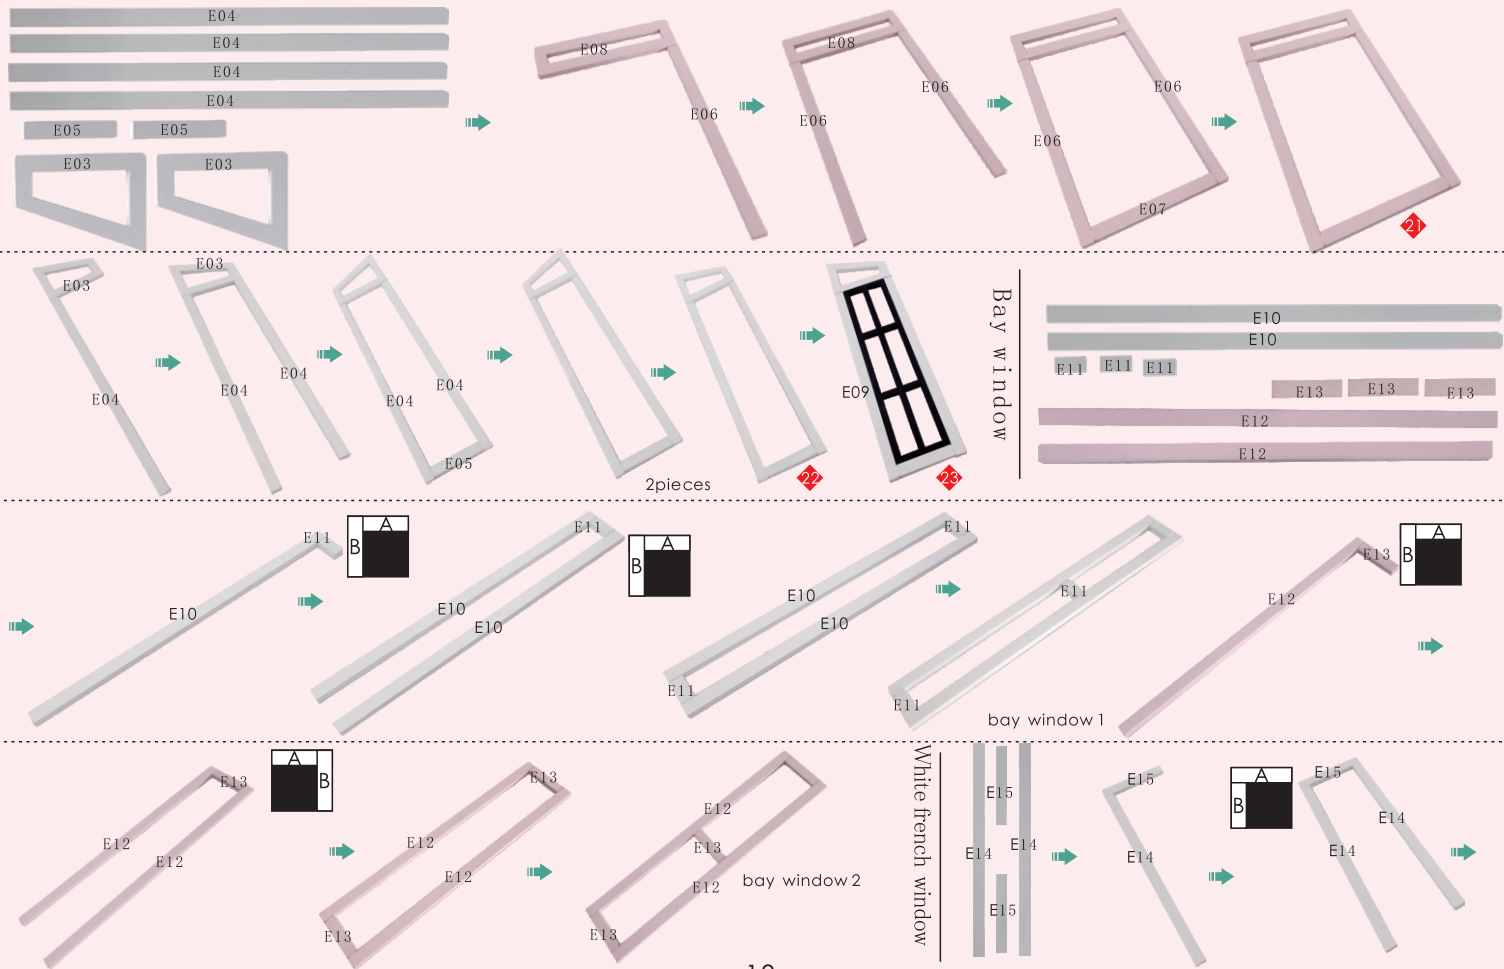 E04
E04
E04
E04
E05 E05
E03 E03
E08
E06
E08
E06
E06
E06
E06
E07
21
E03
E04
E03
E04
E04
E04
E04
E05
2pieces
22
E09
23
Bay window
E10
E10
E11 E11 E11
E13 E13 E13
E12
E12
E11
E10
A
B
E11
E10
E10
A
B
E11
E10
E10
E11
E11
E11
bay window 1
E13
E12
A
B
E13
E12
E12
A
B
E13
E12
E12
E13
E12
E13
E12
E13
bay window 2
White french window
E15
E14 E14
E15
E15
E14
A
B
E15
E14
E14